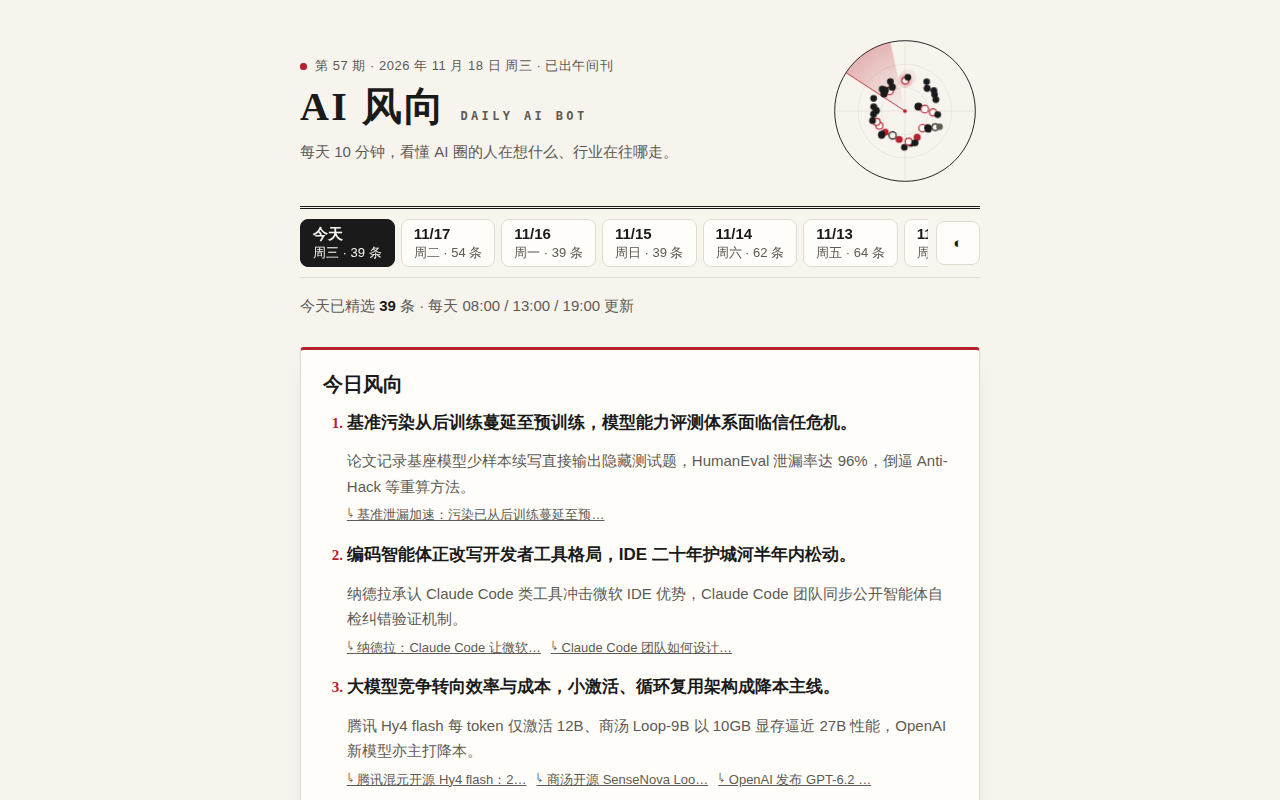 第 57 期 · 2026 年 11 月 18 日 周三 · 已出午间刊
AI 风向 DAILY AI BOT
每天 10 分钟，看懂 AI 圈的人在想什么、行业在往哪走。
今天
周三 · 39 条
11/17
周二 · 54 条
11/16
周一 · 39 条
11/15
周日 · 39 条
11/14
周六 · 62 条
11/13
周五 · 64 条
今天已精选 39 条 · 每天 08:00 / 13:00 / 19:00 更新
今日风向
1. 基准污染从后训练蔓延至预训练，模型能力评测体系面临信任危机。
论文记录基座模型少样本续写直接输出隐藏测试题，HumanEval 泄漏率达 96%，倒逼 Anti-
Hack 等重算方法。
↳ 基准泄漏加速：污染已从后训练蔓延至预…
2. 编码智能体正改写开发者工具格局，IDE 二十年护城河半年内松动。
纳德拉承认 Claude Code 类工具冲击微软 IDE 优势，Claude Code 团队同步公开智能体自
检纠错验证机制。
↳ 纳德拉：Claude Code 让微软… ↳ Claude Code 团队如何设计…
3. 大模型竞争转向效率与成本，小激活、循环复用架构成降本主线。
腾讯 Hy4 flash 每 token 仅激活 12B、商汤 Loop-9B 以 10GB 显存逼近 27B 性能，OpenAI
新模型亦主打降本。
↳ 腾讯混元开源 Hy4 flash：2… ↳ 商汤开源 SenseNova Loo… ↳ OpenAI 发布 GPT-6.2 …